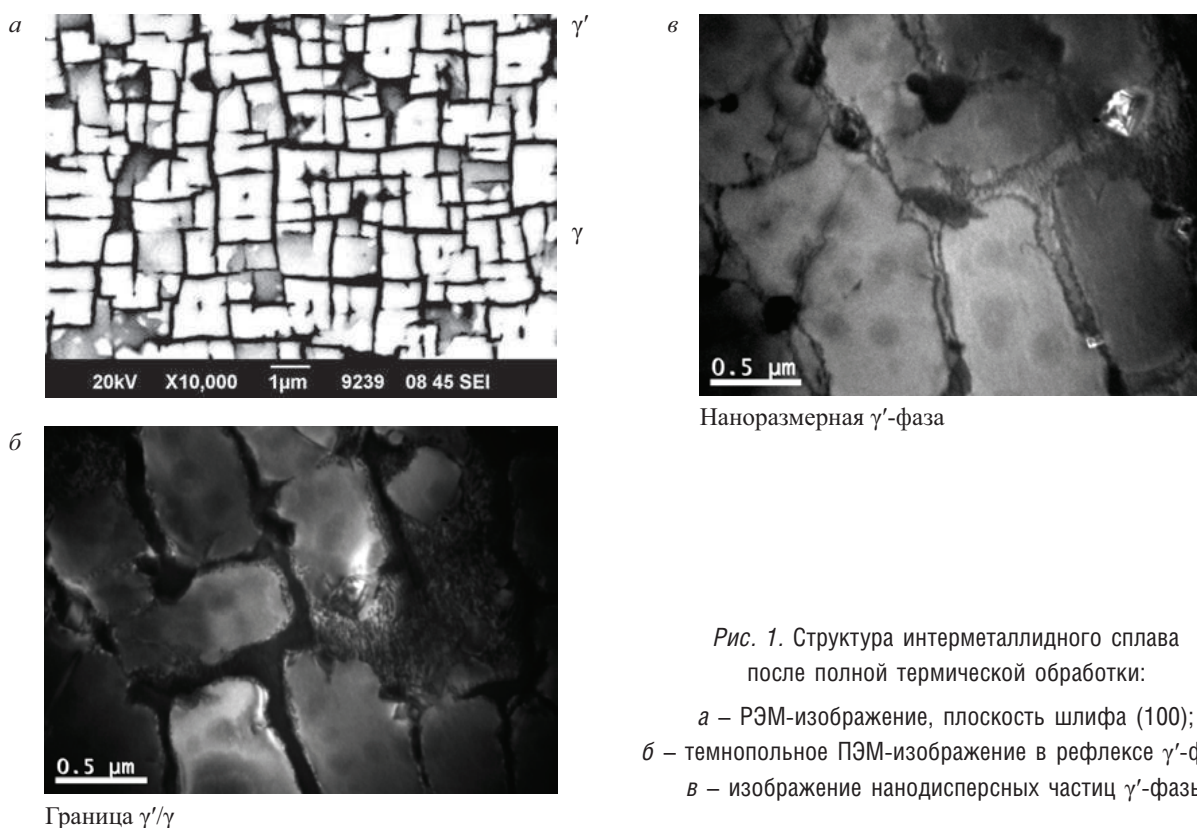 а
γ′
γ
20kV X10,000 1µm 9239 08 45 SEI
б
0.5 µm
Граница γ′/γ
в
0.5 µm
Наноразмерная γ′-фаза
Рис. 1. Структура интерметаллидного сплава
после полной термической обработки:
а – РЭМ-изображение, плоскость шлифа (100);
б – темнопольное ПЭМ-изображение в рефлексе γ′-ф
в – изображение нанодисперсных частиц γ′-фазы